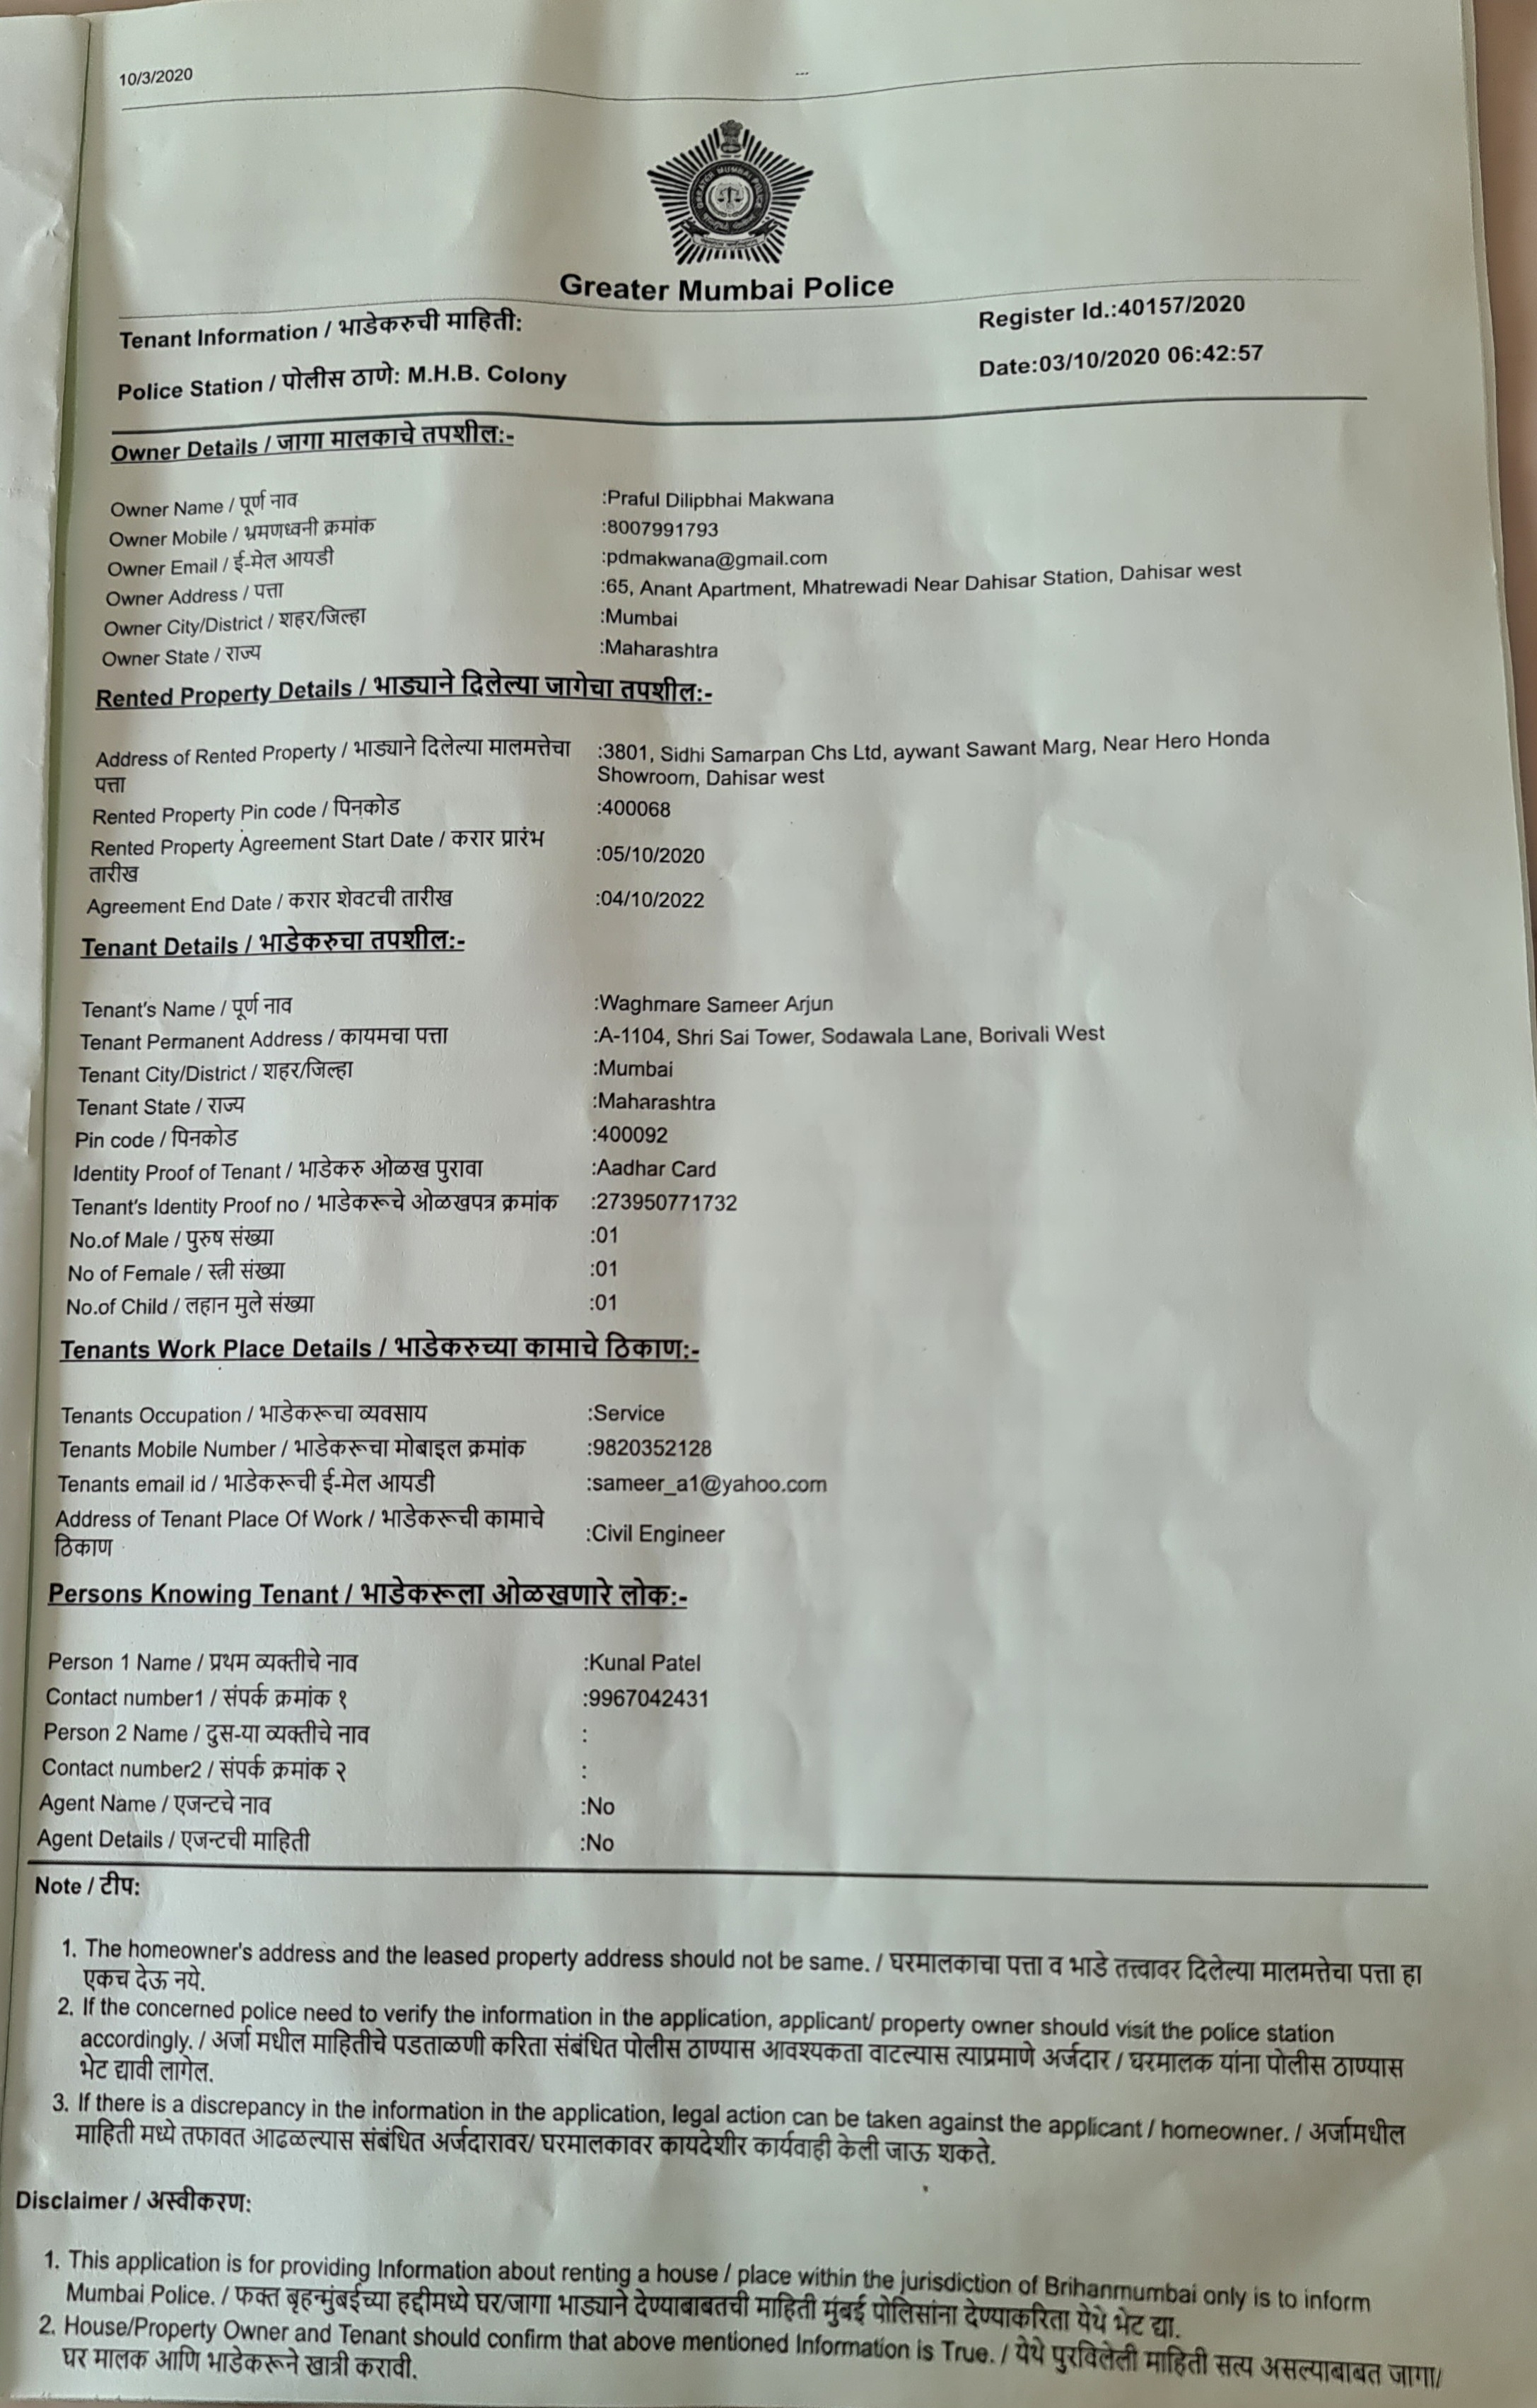 10/3/2020
---
GREATER MUMBAI POLICE
Greater Mumbai Police
Tenant Information / भाडेकरुची माहिती:
Register Id.:40157/2020
Police Station / पोलीस ठाणे: M.H.B. Colony
Date:03/10/2020 06:42:57
Owner Details / जागा मालकाचे तपशील:-
Owner Name / पूर्ण नाव :Praful Dilipbhai Makwana
Owner Mobile / भ्रमणध्वनी क्रमांक :8007991793
Owner Email / ई-मेल आयडी :pdmakwana@gmail.com
Owner Address / पत्ता :65, Anant Apartment, Mhatrewadi Near Dahisar Station, Dahisar west
Owner City/District / शहर/जिल्हा :Mumbai
Owner State / राज्य :Maharashtra
Rented Property Details / भाड्याने दिलेल्या जागेचा तपशील:-
Address of Rented Property / भाड्याने दिलेल्या मालमत्तेचा :3801, Sidhi Samarpan Chs Ltd, aywant Sawant Marg, Near Hero Honda
पत्ता Showroom, Dahisar west
Rented Property Pin code / पिनकोड :400068
Rented Property Agreement Start Date / करार प्रारंभ
तारीख :05/10/2020
Agreement End Date / करार शेवटची तारीख :04/10/2022
Tenant Details / भाडेकरुचा तपशील:-
Tenant's Name / पूर्ण नाव :Waghmare Sameer Arjun
Tenant Permanent Address / कायमचा पत्ता :A-1104, Shri Sai Tower, Sodawala Lane, Borivali West
Tenant City/District / शहर/जिल्हा :Mumbai
Tenant State / राज्य :Maharashtra
Pin code / पिनकोड :400092
Identity Proof of Tenant / भाडेकरु ओळख पुरावा :Aadhar Card
Tenant's Identity Proof no / भाडेकरूचे ओळखपत्र क्रमांक :273950771732
No.of Male / पुरुष संख्या :01
No of Female / स्त्री संख्या :01
No.of Child / लहान मुले संख्या :01
Tenants Work Place Details / भाडेकरुच्या कामाचे ठिकाण:-
Tenants Occupation / भाडेकरूचा व्यवसाय :Service
Tenants Mobile Number / भाडेकरूचा मोबाइल क्रमांक :9820352128
Tenants email id / भाडेकरूची ई-मेल आयडी :sameer_a1@yahoo.com
Address of Tenant Place Of Work / भाडेकरूची कामाचे
ठिकाण :Civil Engineer
Persons Knowing Tenant / भाडेकरूला ओळखणारे लोक:-
Person 1 Name / प्रथम व्यक्तीचे नाव :Kunal Patel
Contact number1 / संपर्क क्रमांक १ :9967042431
Person 2 Name / दुस-या व्यक्तीचे नाव :
Contact number2 / संपर्क क्रमांक २ :
Agent Name / एजन्टचे नाव :No
Agent Details / एजन्टची माहिती :No
Note / टीप:
1. The homeowner's address and the leased property address should not be same. / घरमालकाचा पत्ता व भाडे तत्त्वावर दिलेल्या मालमत्तेचा पत्ता हा
एकच देऊ नये.
2. If the concerned police need to verify the information in the application, applicant/ property owner should visit the police station
accordingly. / अर्जा मधील माहितीचे पडताळणी करिता संबंधित पोलीस ठाण्यास आवश्यकता वाटल्यास त्याप्रमाणे अर्जदार / घरमालक यांना पोलीस ठाण्यास
भेट द्यावी लागेल.
3. If there is a discrepancy in the information in the application, legal action can be taken against the applicant / homeowner. / अर्जामधील
माहिती मध्ये तफावत आढळल्यास संबंधित अर्जदारावर/ घरमालकावर कायदेशीर कार्यवाही केली जाऊ शकते.
Disclaimer / अस्वीकरण:
1. This application is for providing Information about renting a house / place within the jurisdiction of Brihanmumbai only is to inform
Mumbai Police. / फक्त बृहन्मुंबईच्या हद्दीमध्ये घर/जागा भाड्याने देण्याबाबतची माहिती मुंबई पोलिसांना देण्याकरिता येथे भेट द्या.
2. House/Property Owner and Tenant should confirm that above mentioned Information is True. / येथे पुरविलेली माहिती सत्य असल्याबाबत जागा/
घर मालक आणि भाडेकरूने खात्री करावी.